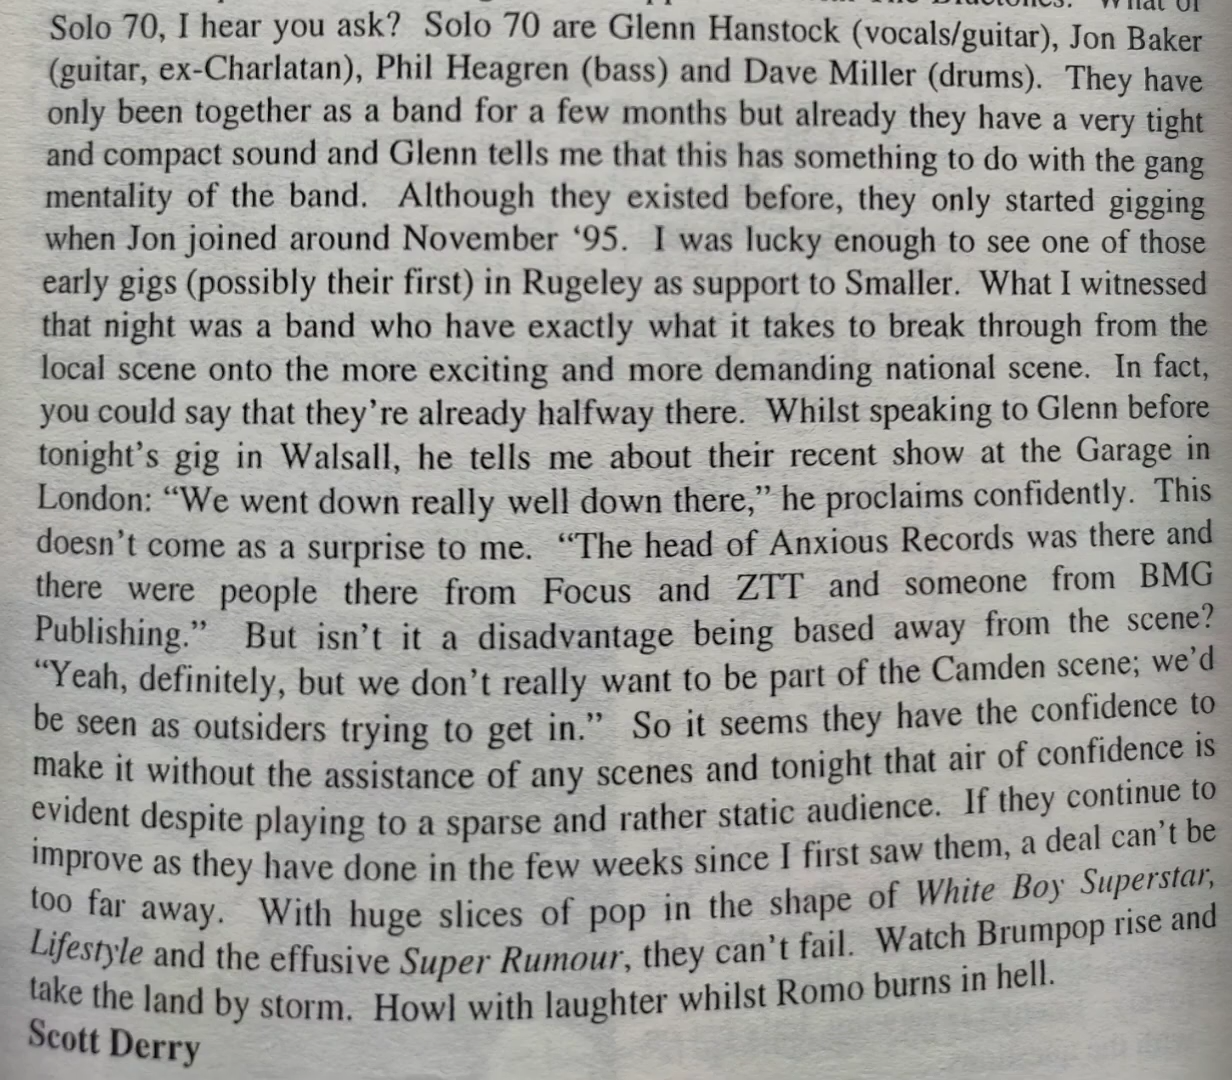 What of
Solo 70, I hear you ask? Solo 70 are Glenn Hanstock (vocals/guitar), Jon Baker
(guitar, ex-Charlatan), Phil Heagren (bass) and Dave Miller (drums). They have
only been together as a band for a few months but already they have a very tight
and compact sound and Glenn tells me that this has something to do with the gang
mentality of the band. Although they existed before, they only started gigging
when Jon joined around November ‘95. I was lucky enough to see one of those
early gigs (possibly their first) in Rugeley as support to Smaller. What I witnessed
that night was a band who have exactly what it takes to break through from the
local scene onto the more exciting and more demanding national scene. In fact,
you could say that they’re already halfway there. Whilst speaking to Glenn before
tonight’s gig in Walsall, he tells me about their recent show at the Garage in
London: “We went down really well down there,” he proclaims confidently. This
doesn’t come as a surprise to me. “The head of Anxious Records was there and
there were people there from Focus and ZTT and someone from BMG
Publishing.” But isn’t it a disadvantage being based away from the scene?
“Yeah, definitely, but we don’t really want to be part of the Camden scene; we’d
be seen as outsiders trying to get in.” So it seems they have the confidence to
make it without the assistance of any scenes and tonight that air of confidence is
evident despite playing to a sparse and rather static audience. If they continue to
improve as they have done in the few weeks since I first saw them, a deal can’t be
too far away. With huge slices of pop in the shape of White Boy Superstar,
Lifestyle and the effusive Super Rumour, they can’t fail. Watch Brumpop rise and
take the land by storm. Howl with laughter whilst Romo burns in hell.
Scott Derry